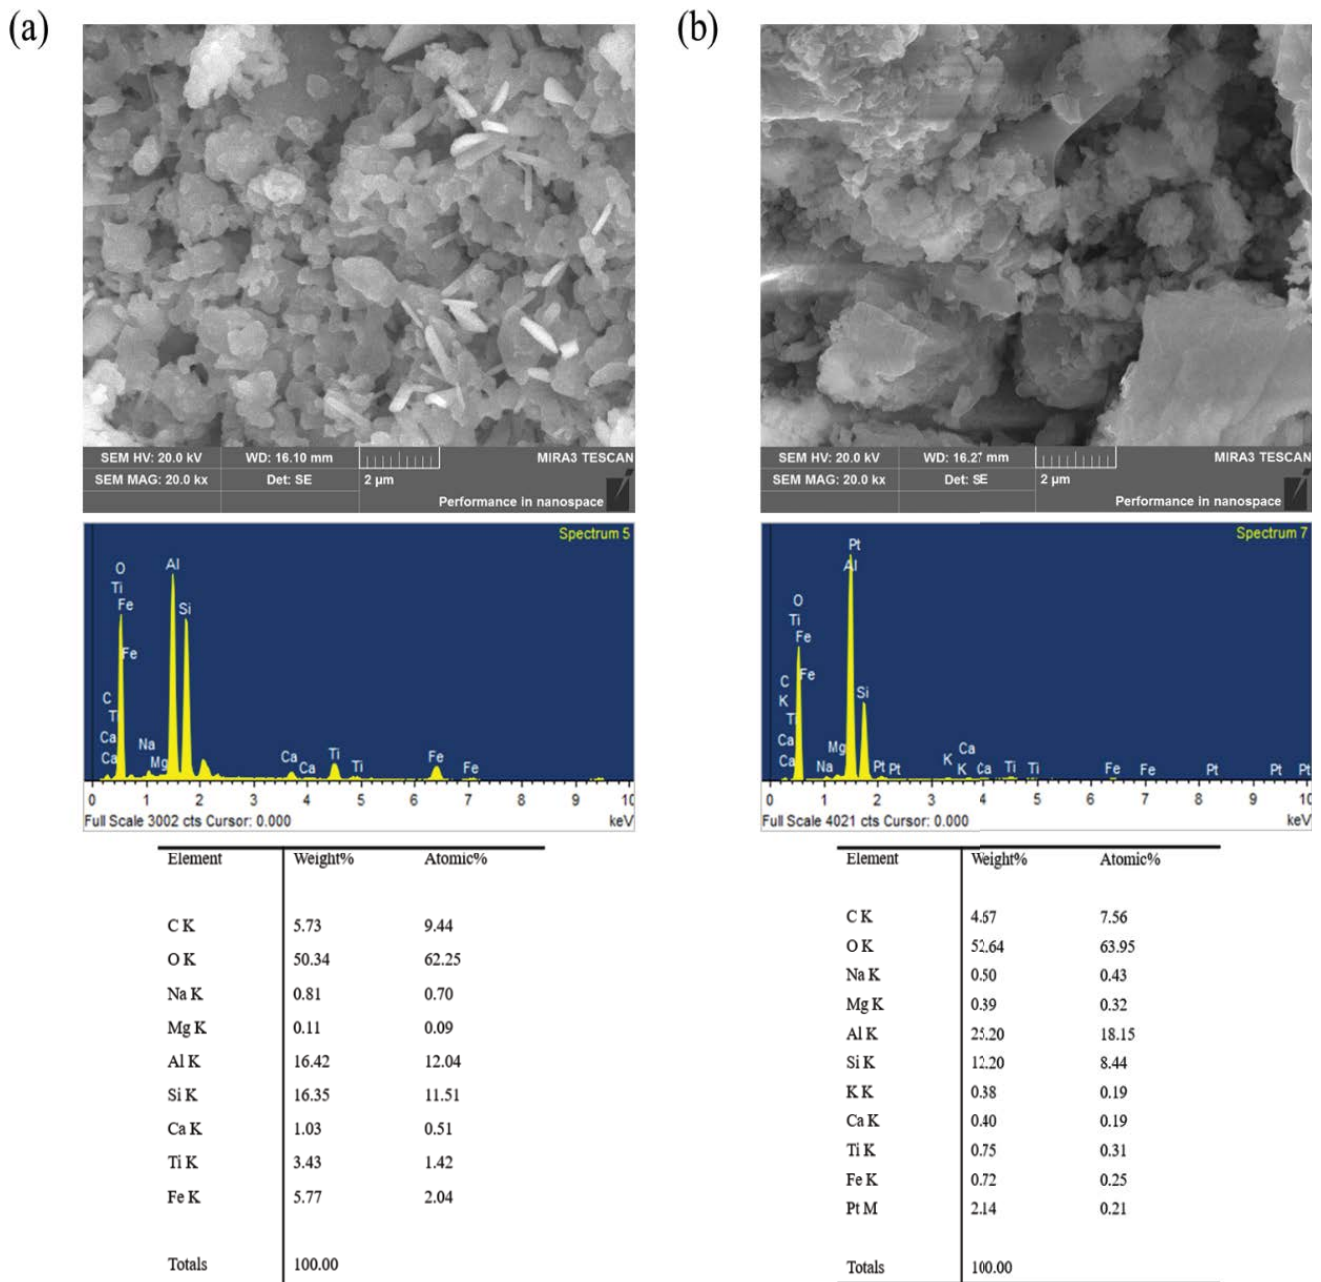 (a)
SEM HV: 20.0 kV WD: 16.10 mm MIRA3 TESCAN
SEM MAG: 20.0 kx Det: SE 2 µm
Performance in nanospace
Spectrum 5
O
Ti
Fe
Fe
Al
Si
C
Ti
Ca
Ca
Na
Mg
Ca
Ca
Ti
Ti
Fe
Fe
0 1 2 3 4 5 6 7 8 9 10
Full Scale 3002 cts Cursor: 0.000 keV
Element Weight% Atomic%
C K 5.73 9.44
O K 50.34 62.25
Na K 0.81 0.70
Mg K 0.11 0.09
Al K 16.42 12.04
Si K 16.35 11.51
Ca K 1.03 0.51
Ti K 3.43 1.42
Fe K 5.77 2.04
Totals 100.00
(b)
SEM HV: 20.0 kV WD: 16.27 mm MIRA3 TESCAN
SEM MAG: 20.0 kx Det: SE 2 µm
Performance in nanospace
Spectrum 7
Pt
Al
O
Ti
Fe
Fe
Si
C
K
Ti
Ca
Ca
Na
Mg
Pt
Pt
K
K
Ca
Ca
Ti
Ti
Fe
Fe
Pt
Pt
Pt
0 1 2 3 4 5 6 7 8 9 10
Full Scale 4021 cts Cursor: 0.000 keV
Element Weight% Atomic%
C K 4.67 7.56
O K 52.64 63.95
Na K 0.50 0.43
Mg K 0.39 0.32
Al K 25.20 18.15
Si K 12.20 8.44
K K 0.38 0.19
Ca K 0.40 0.19
Ti K 0.75 0.31
Fe K 0.72 0.25
Pt M 2.14 0.21
Totals 100.00